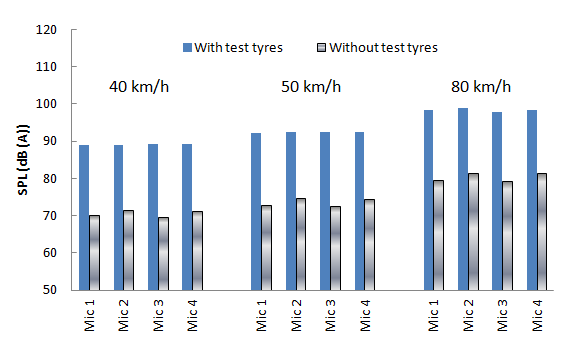 120
With test tyres Without test tyres
110
40 km/h 50 km/h 80 km/h
100
90
80
70
60
50
SPL (dB (A))
Mic 1 Mic 2 Mic 3 Mic 4 Mic 1 Mic 2 Mic 3 Mic 4 Mic 1 Mic 2 Mic 3 Mic 4